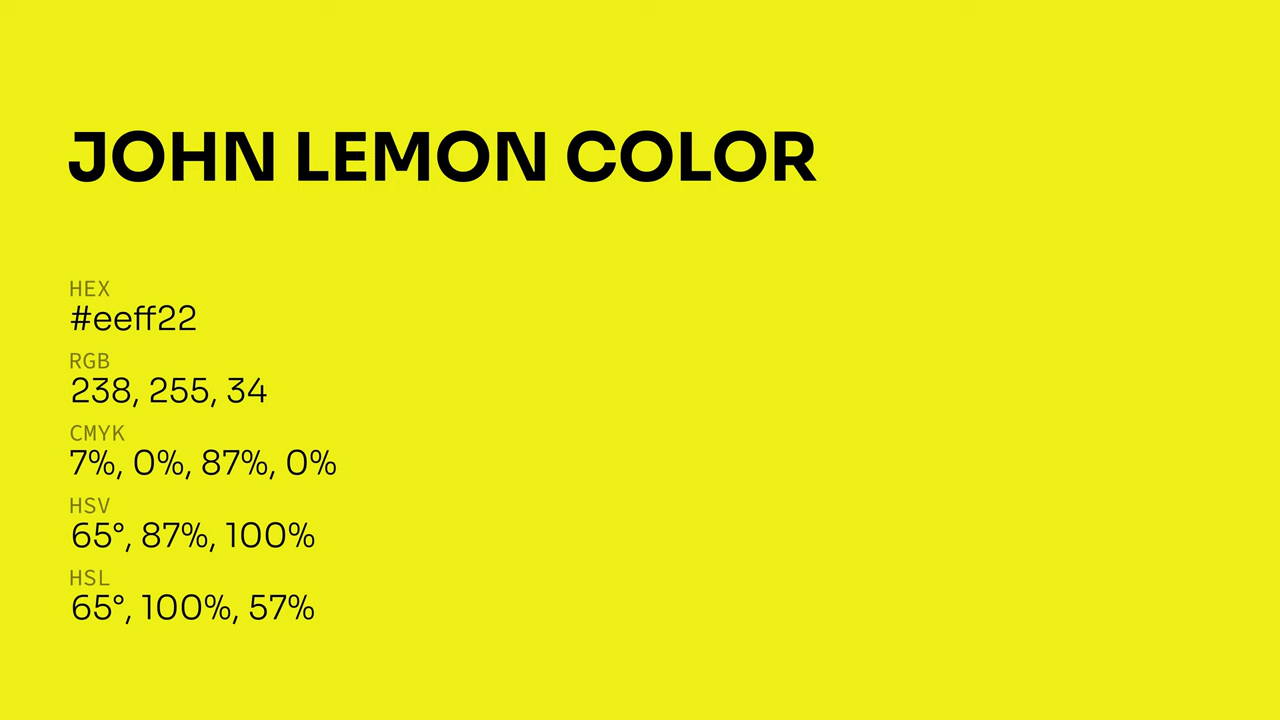 JOHN LEMON COLOR
HEX
#eeff22
RGB
238, 255, 34
CMYK
7%, 0%, 87%, 0%
HSV
65°, 87%, 100%
HSL
65°, 100%, 57%